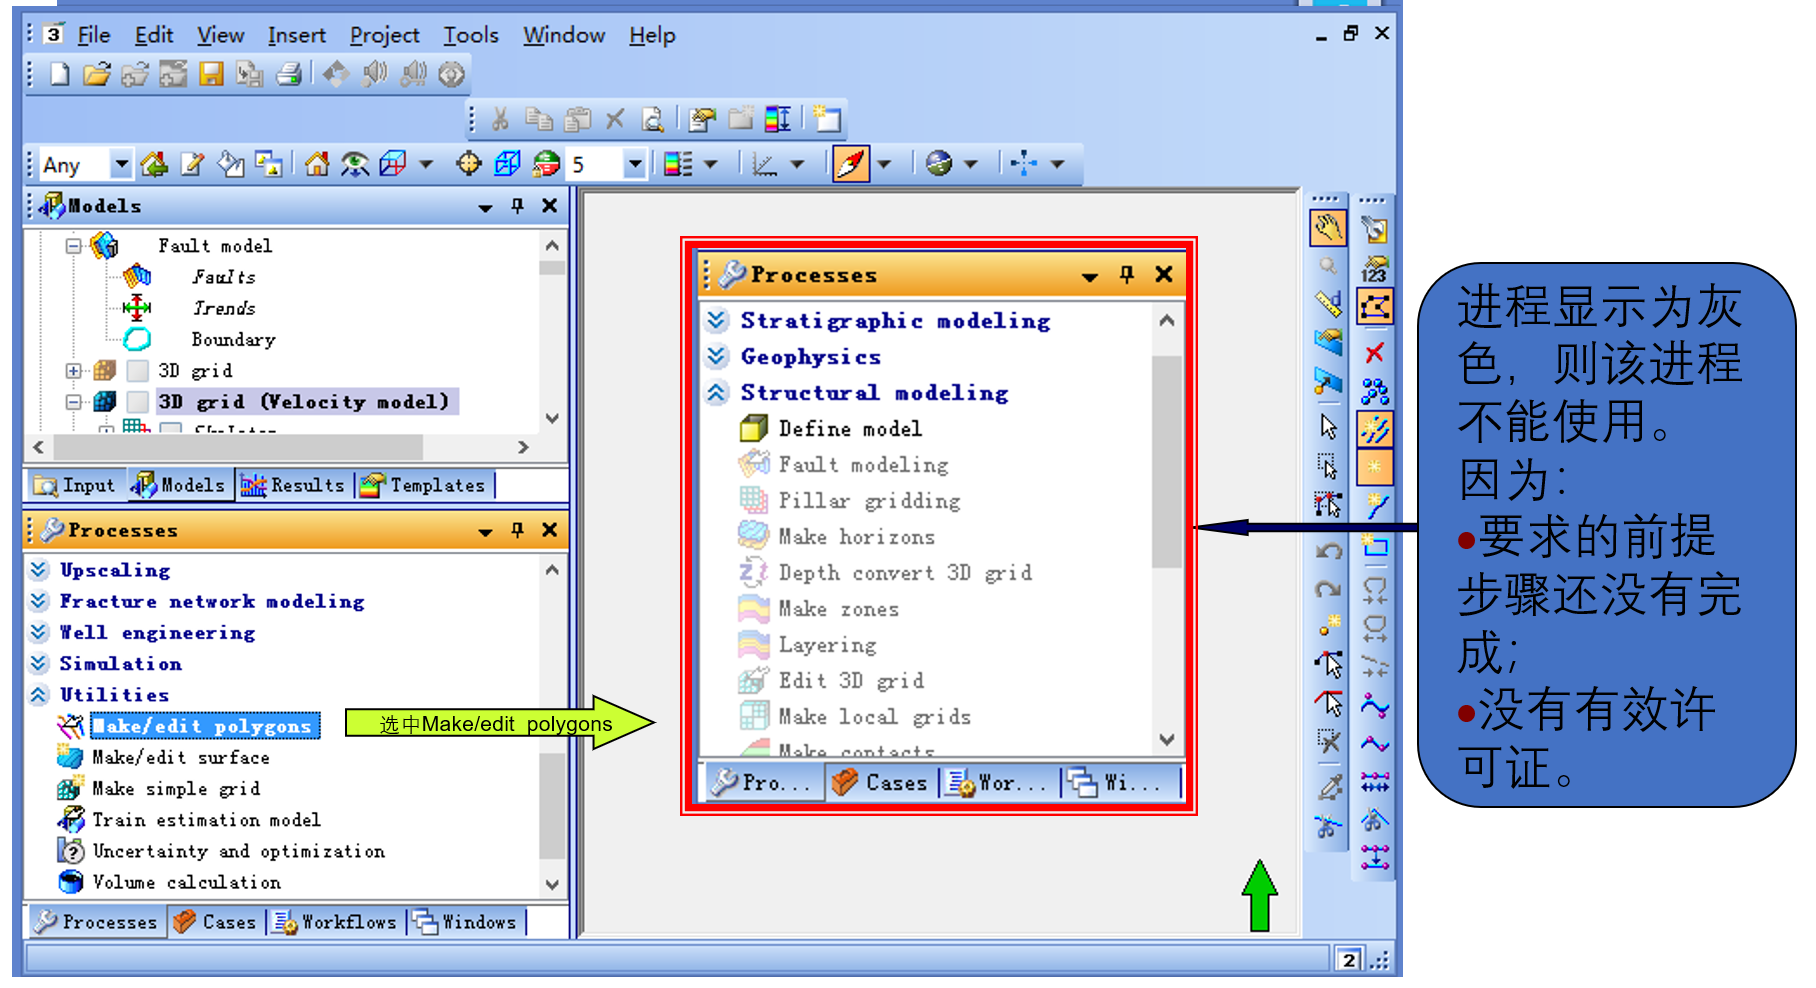 3 File Edit View Insert Project Tools Window Help
Any 5
Models
Fault model
Faults
Trends
Boundary
3D grid
3D grid (Velocity model)
Skeleton
Input Models Results Templates
Processes
Upscaling
Fracture network modeling
Well engineering
Simulation
Utilities
Make/edit polygons
Make/edit surface
Make simple grid
Train estimation model
Uncertainty and optimization
Volume calculation
Processes Cases Workflows Windows
选中Make/edit polygons
Processes
Stratigraphic modeling
Geophysics
Structural modeling
Define model
Fault modeling
Pillar gridding
Make horizons
Depth convert 3D grid
Make zones
Layering
Edit 3D grid
Make local grids
Make contacts
Pro... Cases Wor... Wi...
123
2
进程显示为灰
色，则该进程
不能使用。
因为：
•要求的前提
步骤还没有完
成；
•没有有效许
可证。